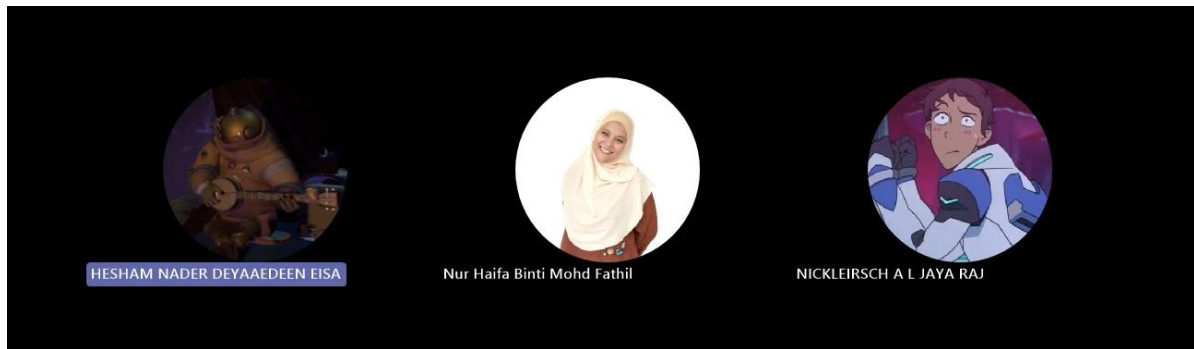 HESHAM NADER DEYAAEDEEN EISA
Nur Haifa Binti Mohd Fathil
NICKLEIRSCH A L JAYA RAJ